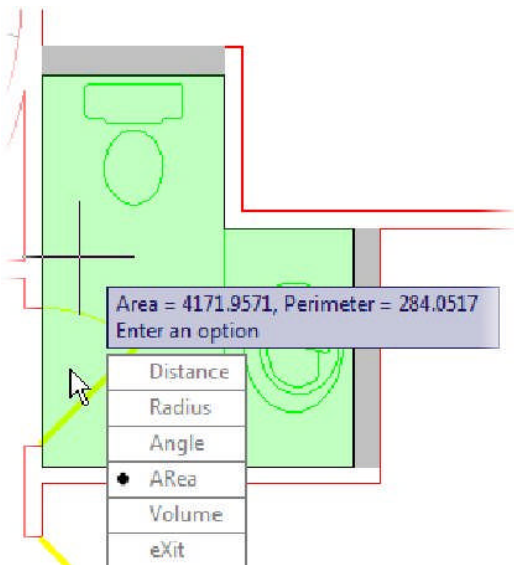 Area = 4171.9571, Perimeter = 284.0517
Enter an option
Distance
Radius
Angle
ARea
Volume
eXit